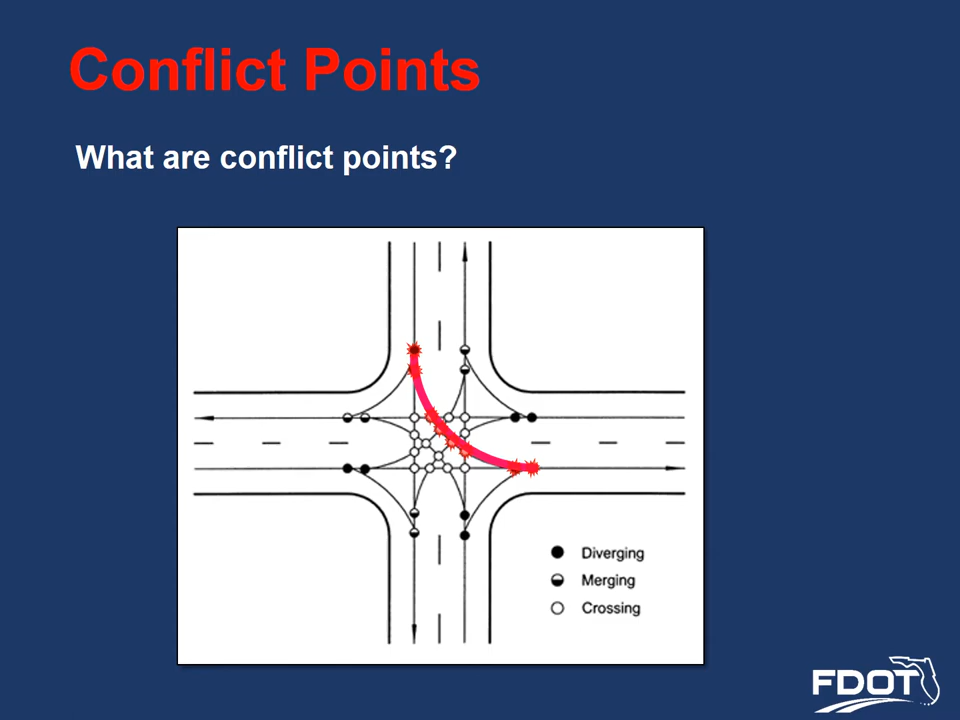 Conflict Points
What are conflict points?
Diverging
Merging
Crossing
FDOT